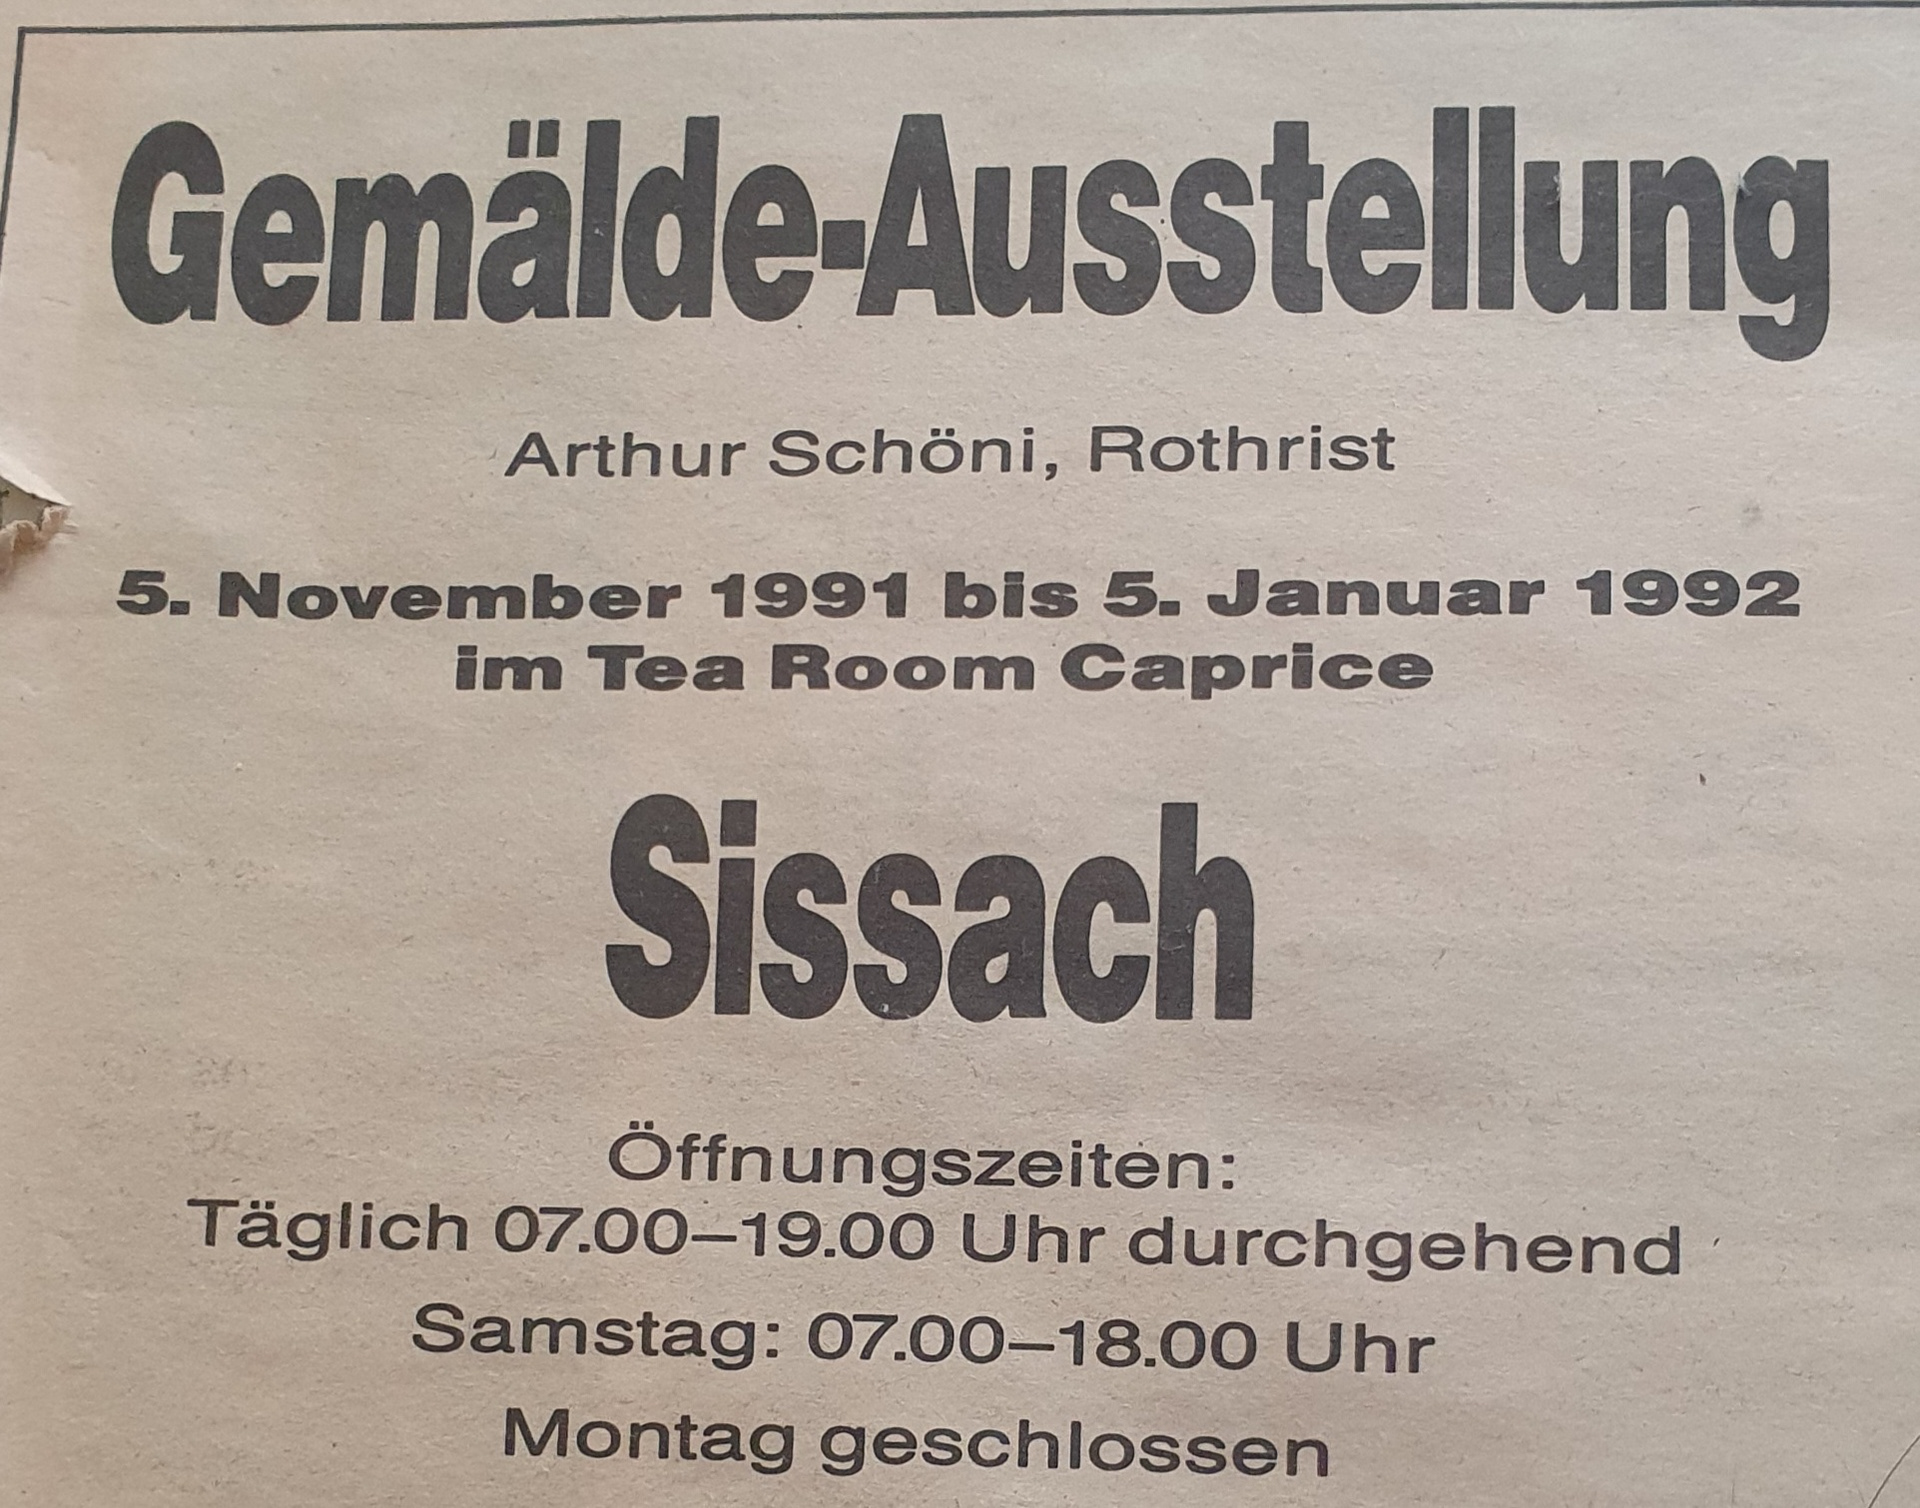 Gemälde-Ausstellung
Arthur Schöni, Rothrist
5. November 1991 bis 5. Januar 1992
im Tea Room Caprice
Sissach
Öffnungszeiten:
Täglich 07.00–19.00 Uhr durchgehend
Samstag: 07.00–18.00 Uhr
Montag geschlossen